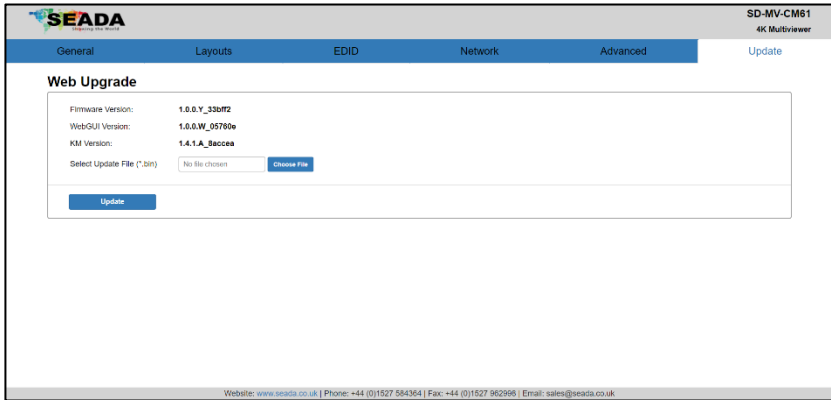 SEADA
SD-MV-CM61
4K Multiviewer
General Layouts EDID Network Advanced Update
Web Upgrade
Firmware Version: 1.0.0.Y_33bff2
WebGUI Version: 1.0.0.W_05760e
KM Version: 1.4.1.A_8accea
Select Update File (*.bin) No file chosen Choose File
Update
Website: www.seada.co.uk | Phone: +44 (0)1527 584364 | Fax: +44 (0)1527 962996 | Email: sales@seada.co.uk